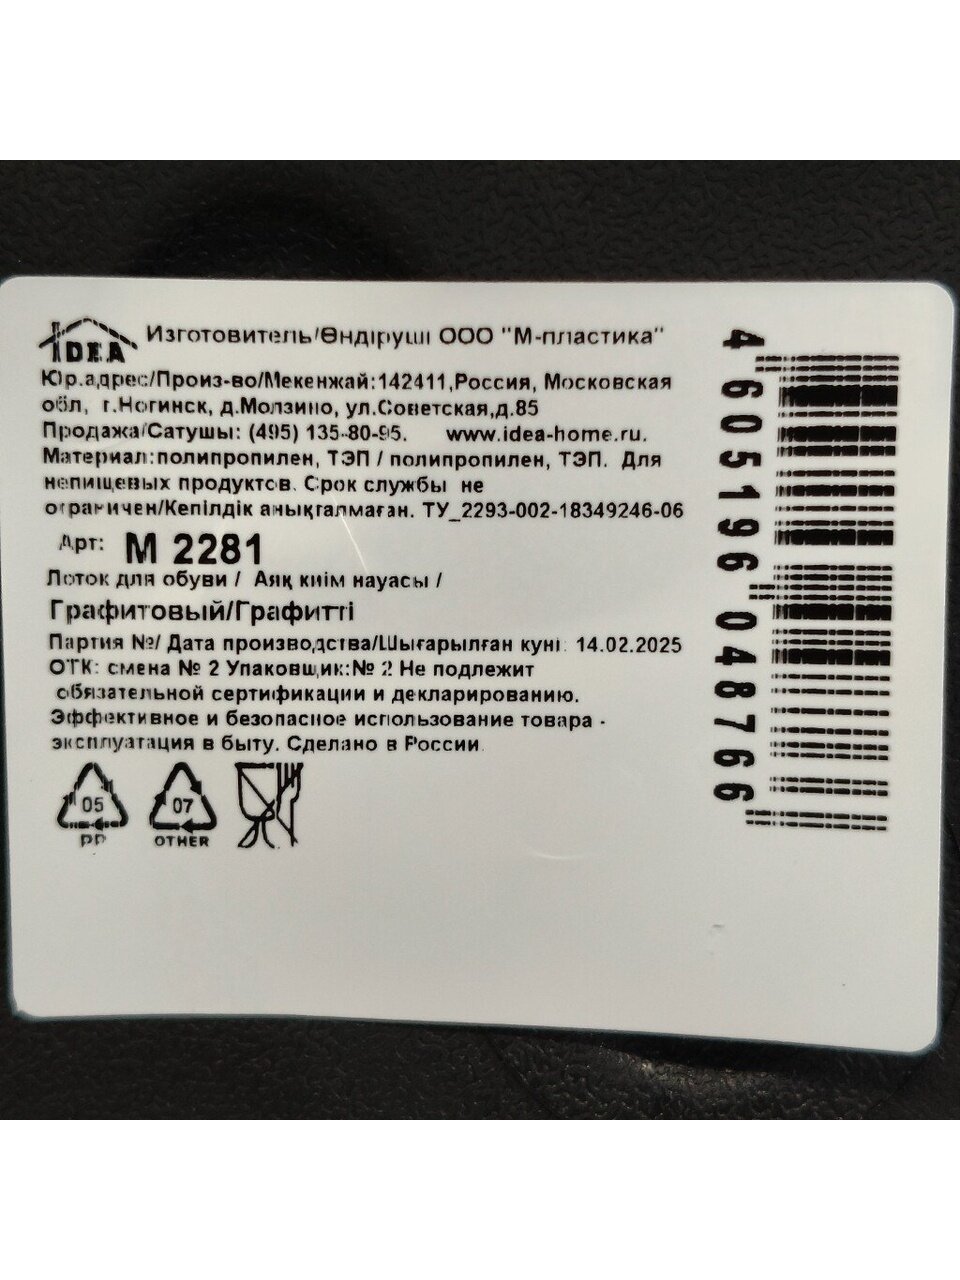 IDEA
Изготовитель/Өндіруші ООО "М-пластика"
Юр.адрес/Произ-во/Мекенжай:142411,Россия, Московская
обл, г.Ногинск, д.Молзино, ул.Советская,д.85
Продажа/Сатушы: (495) 135-80-95. www.idea-home.ru.
Материал:полипропилен, ТЭП / полипропилен, ТЭП. Для
непищевых продуктов. Срок службы не
ограничен/Кепілдік анықталмаған. ТУ_2293-002-18349246-06
Арт: М 2281
Лоток для обуви / Аяқ киім науасы /
Графитовый/Графитті
Партия №/ Дата производства/Шығарылған күні: 14.02.2025
ОТК: смена № 2 Упаковщик:№ 2 Не подлежит
обязательной сертификации и декларированию.
Эффективное и безопасное использование товара -
эксплуатация в быту. Сделано в России
05 07
PP OTHER
4 605196 048766